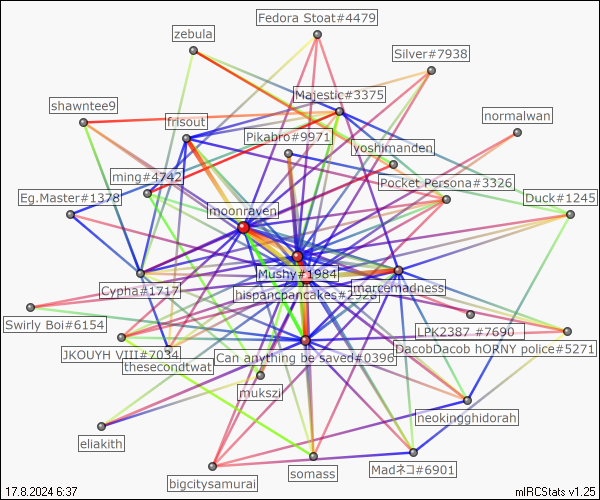 Fedora Stoat#4479
zebula
Silver#7938
Majestic#3375
shawntee9
normalwan
frisout
Pikabro#9971
yoshimanden
ming#4742
Pocket Persona#3326
Eg.Master#1378
Duck#1245
moonraven
Mushy#1984
Cypha#1717
marcemadness
hispanicpancakes#2926
Swirly Boi#6154
LPK2387 #7690
JKOUYH VIII#7034
Can anything be saved#0396
DacobDacob hORNY police#5271
thesecondtwat
mukszi
neokingghidorah
eliakith
somass
Madネコ#6901
bigcitysamurai
17.8.2024 6:37
mIRCStats v1.25